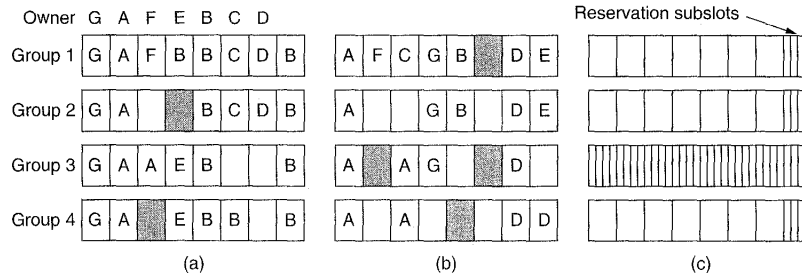 Owner G A F E B C D
Reservation subslots
Group 1 G A F B B C D B A F C G B D E
Group 2 G A B C D B A G B D E
Group 3 G A A E B B A A G D
Group 4 G A E B B B A A D D
(a) (b) (c)